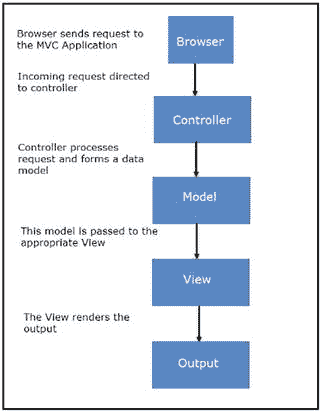 Browser sends request to
the MVC Application
Browser
Incoming request directed
to controller
Controller
Controller processes
request and forms a data
model
Model
This model is passed to the
appropriate View
View
The View renders the
output
Output